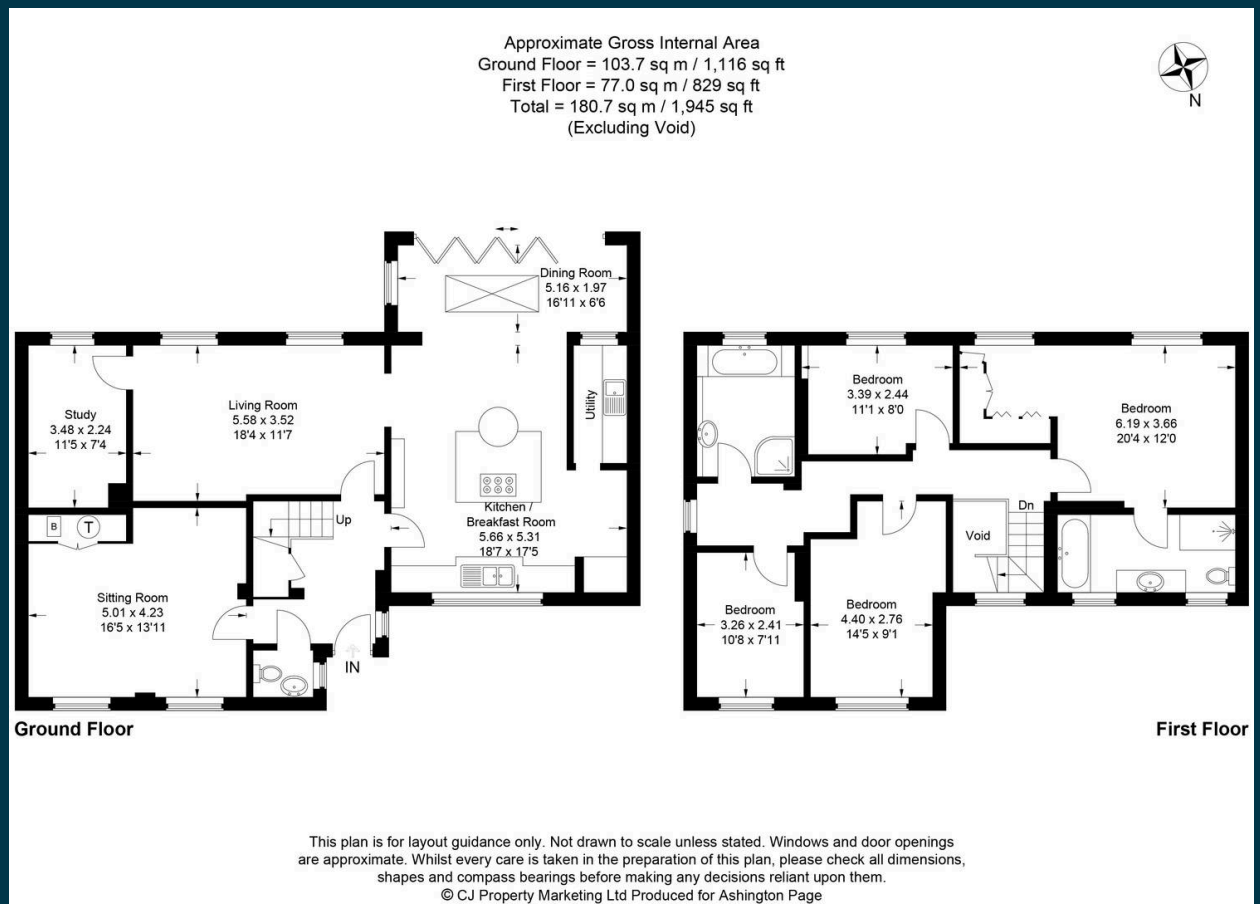 Approximate Gross Internal Area
Ground Floor = 103.7 sq m / 1,116 sq ft
First Floor = 77.0 sq m / 829 sq ft
Total = 180.7 sq m / 1,945 sq ft
(Excluding Void)
N
Dining Room
5.16 x 1.97
16'11 x 6'6
Study
3.48 x 2.24
11'5 x 7'4
Living Room
5.58 x 3.52
18'4 x 11'7
Utility
Kitchen /
Breakfast Room
5.66 x 5.31
18'7 x 17'5
B
T
Up
Sitting Room
5.01 x 4.23
16'5 x 13'11
IN
Ground Floor
Bedroom
3.39 x 2.44
11'1 x 8'0
Bedroom
6.19 x 3.66
20'4 x 12'0
Dn
Void
Bedroom
3.26 x 2.41
10'8 x 7'11
Bedroom
4.40 x 2.76
14'5 x 9'1
First Floor
This plan is for layout guidance only. Not drawn to scale unless stated. Windows and door openings
are approximate. Whilst every care is taken in the preparation of this plan, please check all dimensions,
shapes and compass bearings before making any decisions reliant upon them.
© CJ Property Marketing Ltd Produced for Ashington Page